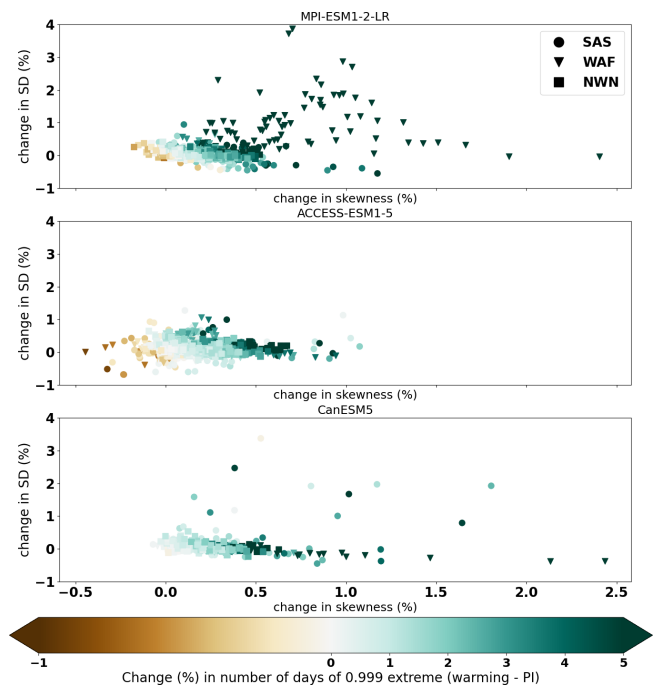 MPI-ESM1-2-LR
4
3
2
1
0
−1
change in SD (%)
SAS
WAF
NWN
change in skewness (%)
ACCESS-ESM1-5
4
3
2
1
0
−1
change in SD (%)
change in skewness (%)
CanESM5
4
3
2
1
0
−1
change in SD (%)
−0.5 0.0 0.5 1.0 1.5 2.0 2.5
change in skewness (%)
−1 0 1 2 3 4 5
Change (%) in number of days of 0.999 extreme (warming - PI)